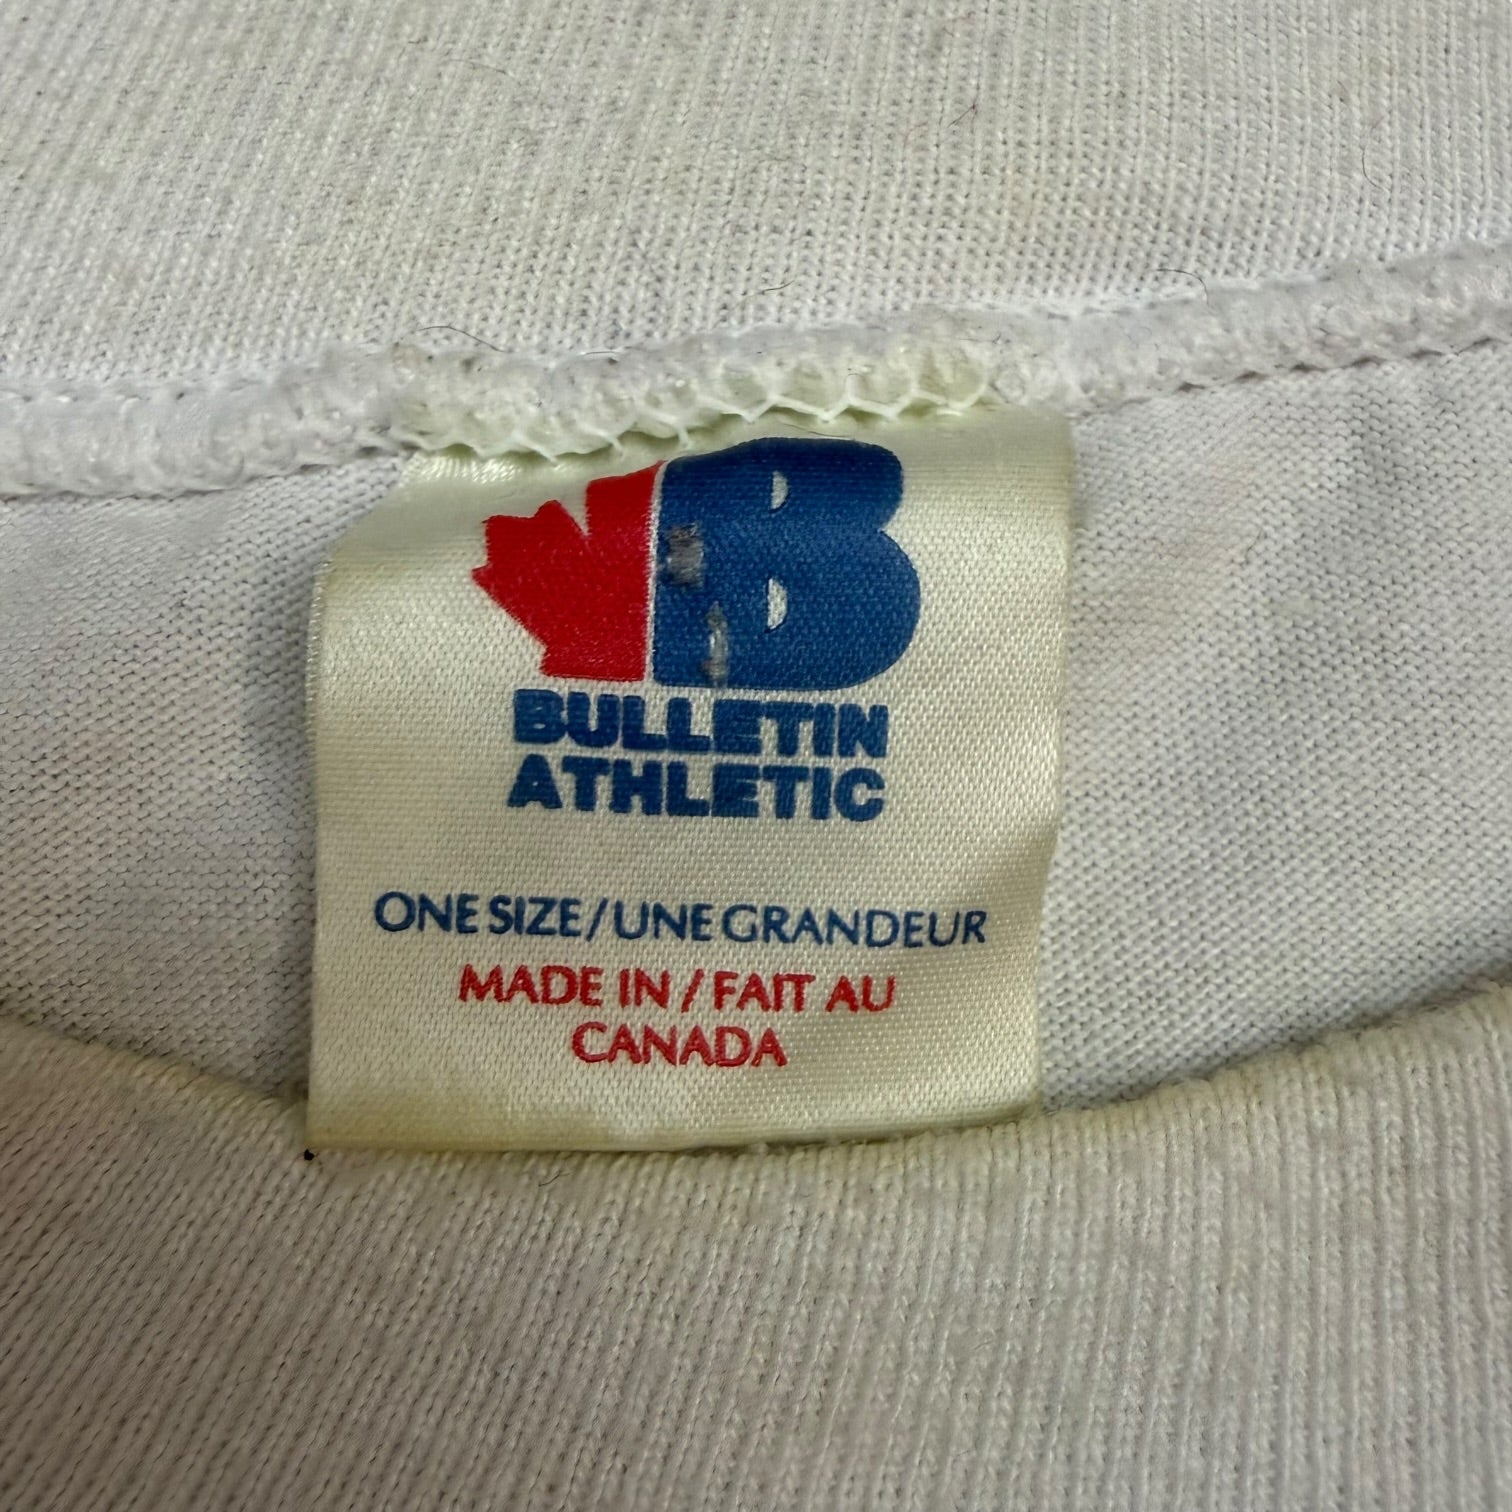 B
BULLETIN
ATHLETIC
ONE SIZE/UNE GRANDEUR
MADE IN/FAIT AU
CANADA